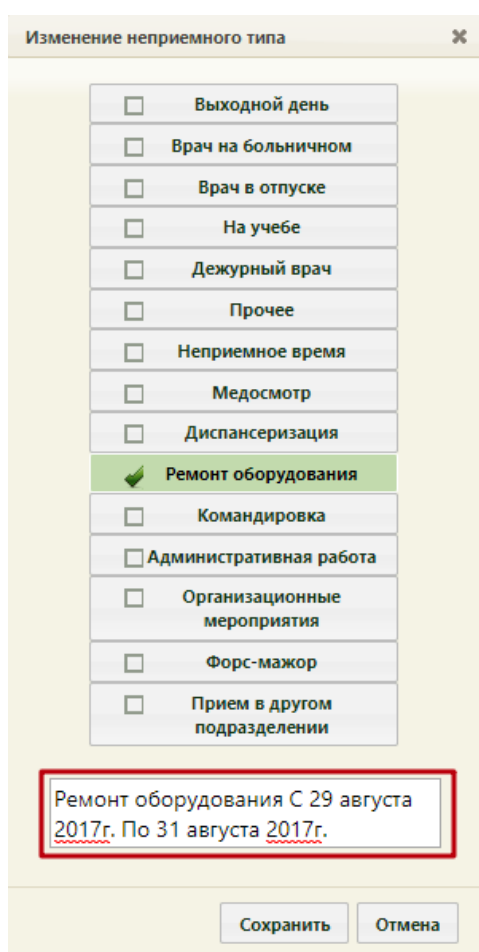 Изменение неприемного типа
Выходной день
Врач на больничном
Врач в отпуске
На учебе
Дежурный врач
Прочее
Неприемное время
Медосмотр
Диспансеризация
Ремонт оборудования
Командировка
Административная работа
Организационные
мероприятия
Форс-мажор
Прием в другом
подразделении
Ремонт оборудования С 29 августа
2017г. По 31 августа 2017г.
Сохранить Отмена